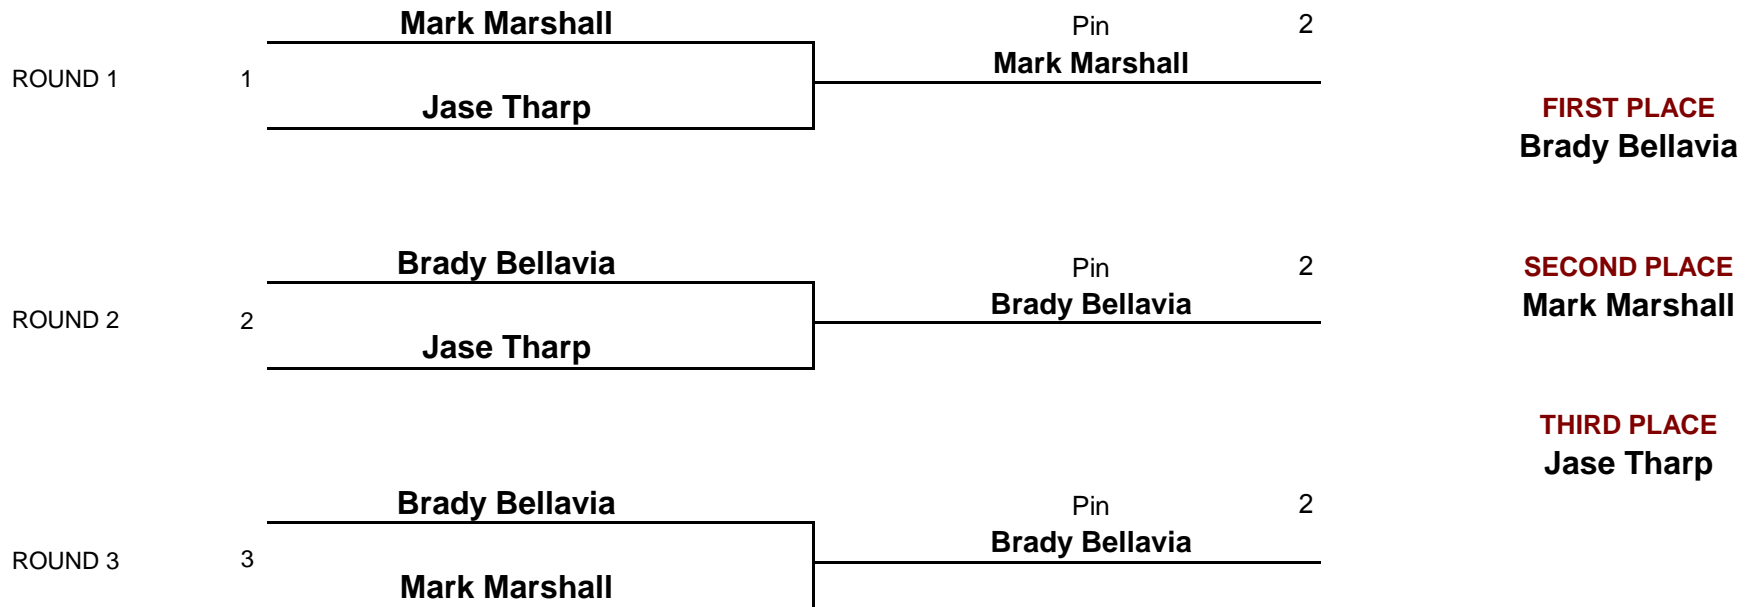 Mark Marshall
Pin 2
Mark Marshall
ROUND 1 1
Jase Tharp
FIRST PLACE
Brady Bellavia
Brady Bellavia
Pin 2
SECOND PLACE
Brady Bellavia
Mark Marshall
ROUND 2 2
Jase Tharp
THIRD PLACE
Jase Tharp
Brady Bellavia
Pin 2
Brady Bellavia
ROUND 3 3
Mark Marshall